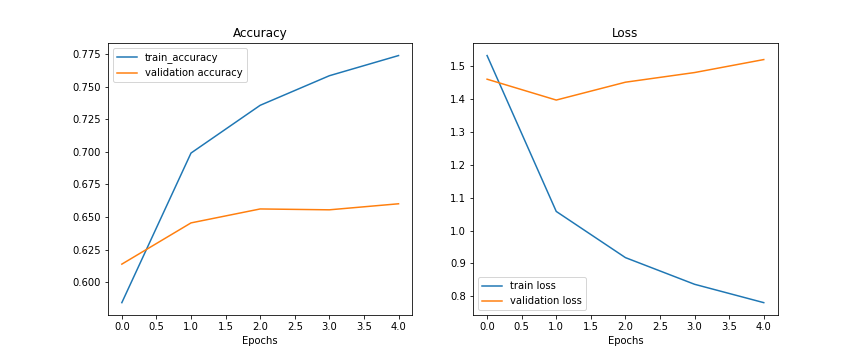 Accuracy
train_accuracy
validation accuracy
0.775
0.750
0.725
0.700
0.675
0.650
0.625
0.600
0.0 0.5 1.0 1.5 2.0 2.5 3.0 3.5 4.0
Epochs
Loss
1.5
1.4
1.3
1.2
1.1
1.0
0.9
0.8
train loss
validation loss
0.0 0.5 1.0 1.5 2.0 2.5 3.0 3.5 4.0
Epochs